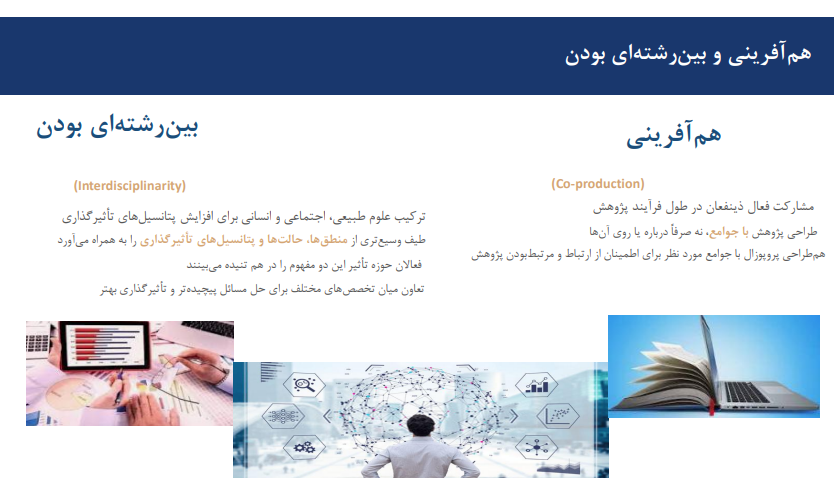 هم‌آفرینی و بین‌رشته‌ای بودن
هم‌آفرینی
(Co-production)
مشارکت فعال ذینفعان در طول فرآیند پژوهش
طراحی پژوهش با جوامع، نه صرفاً درباره یا روی آن‌ها
هم‌طراحی پروپوزال با جوامع مورد نظر برای اطمینان از ارتباط و مرتبط‌بودن پژوهش
بین‌رشته‌ای بودن
(Interdisciplinarity)
ترکیب علوم طبیعی، اجتماعی و انسانی برای افزایش پتانسیل‌های تأثیرگذاری
طیف وسیع‌تری از منطق‌ها، حالت‌ها و پتانسیل‌های تأثیرگذاری را به همراه می‌آورد
فعالان حوزه تأثیر این دو مفهوم را در هم تنیده می‌بینند
تعاون میان تخصص‌های مختلف برای حل مسائل پیچیده‌تر و تأثیرگذاری بهتر